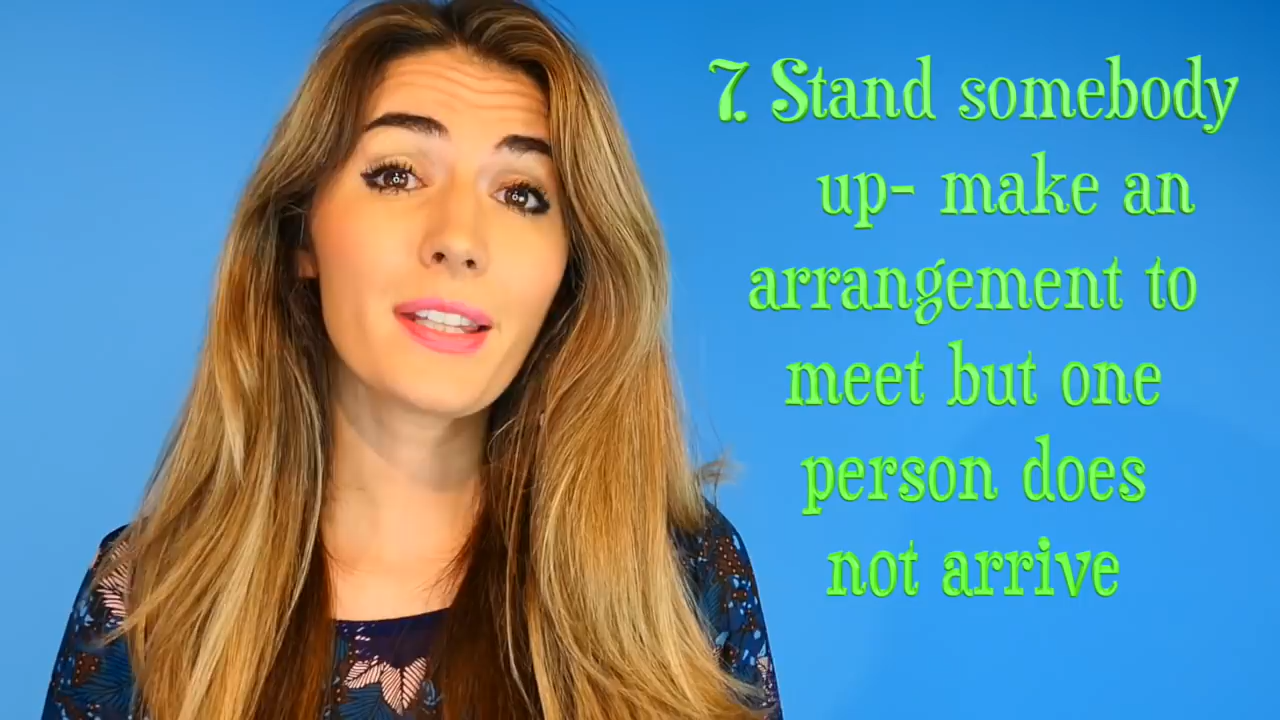 7. Stand somebody
up- make an
arrangement to
meet but one
person does
not arrive